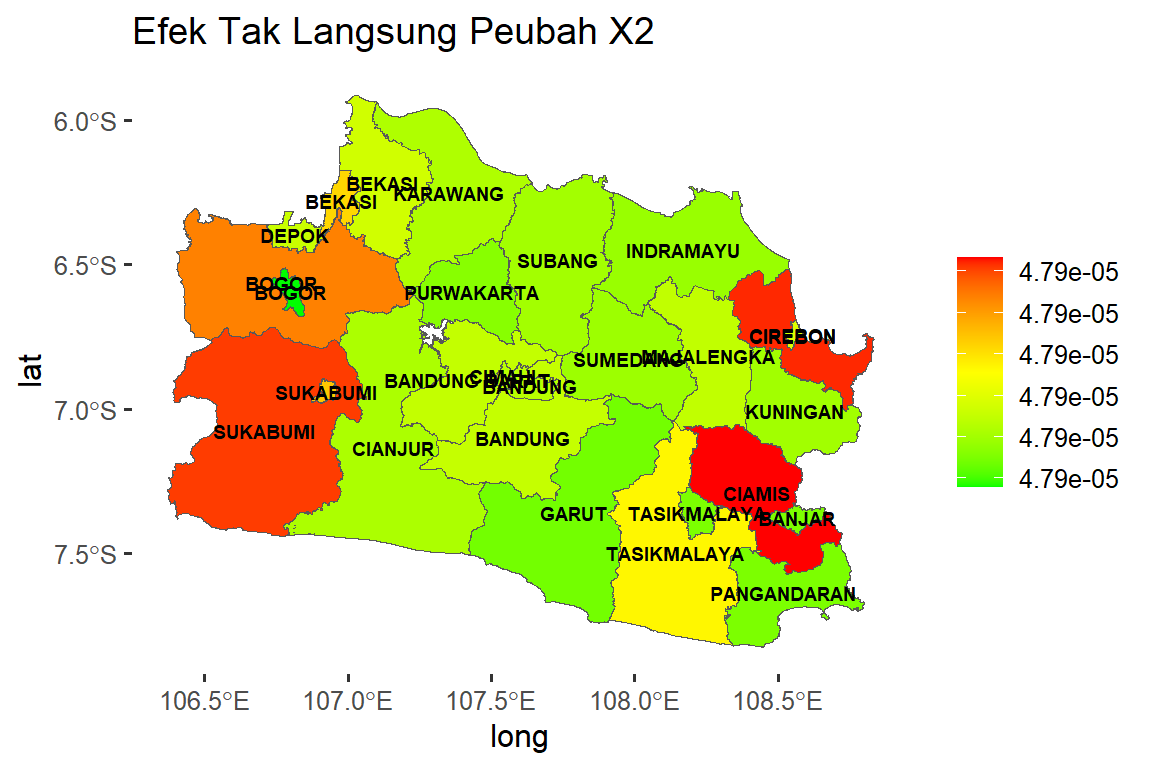 Efek Tak Langsung Peubah X2
lat
6.0°S
6.5°S
7.0°S
7.5°S
BEKASI
BEKASI
KARAWANG
DEPOK
INDRAMAYU
SUBANG
BOGOR
BOGOR
PURWAKARTA
CIREBON
SUMEDANG
MAJALENGKA
CIMAHI
BANDUNG BARAT
BANDUNG
SUKABUMI
KUNINGAN
SUKABUMI
BANDUNG
CIANJUR
CIAMIS
GARUT
TASIKMALAYA
BANJAR
TASIKMALAYA
PANGANDARAN
106.5°E
107.0°E
107.5°E
108.0°E
108.5°E
long
4.79e-05
4.79e-05
4.79e-05
4.79e-05
4.79e-05
4.79e-05